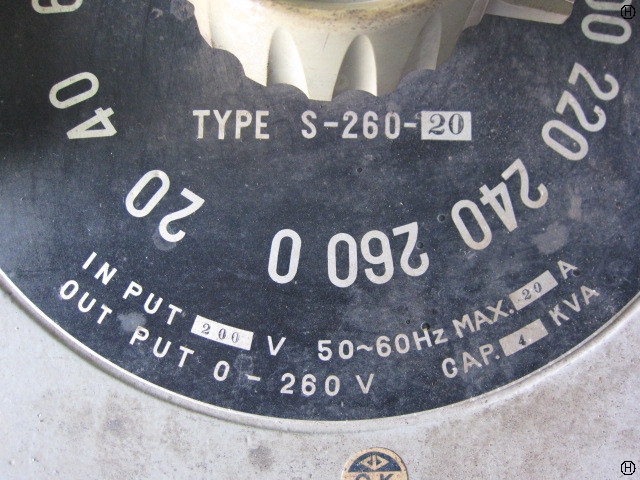 TYPE S-260-20
40
20
0
260
240
220
IN PUT 200 V 50~60Hz MAX. 20 A
OUT PUT 0 - 260 V CAP. 4 KVA
H
H